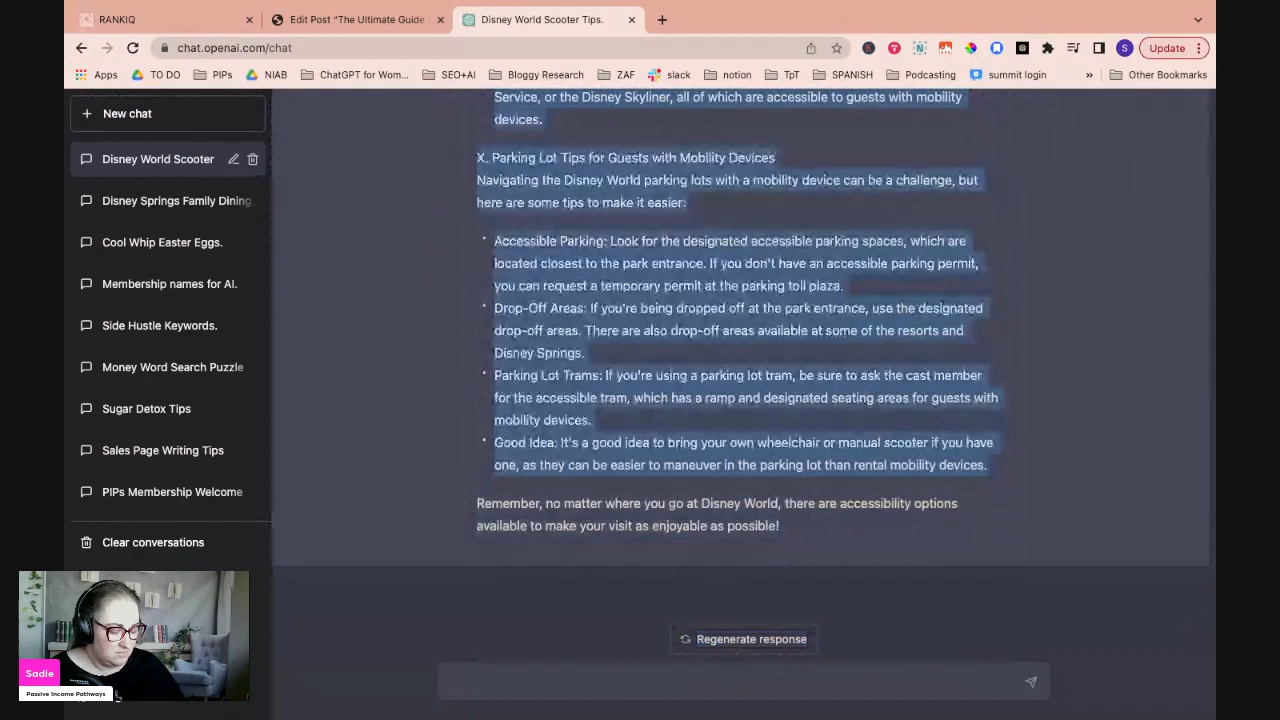 RANKIQ
Edit Post "The Ultimate Guide
Disney World Scooter Tips.
chat.openai.com/chat
Update
Apps
TO DO
PIPs
NIAB
ChatGPT for Wom...
SEO+AI
Bloggy Research
ZAF
slack
notion
TpT
SPANISH
Podcasting
summit login
»
Other Bookmarks
New chat
Disney World Scooter
Disney Springs Family Dining
Cool Whip Easter Eggs.
Membership names for AI.
Side Hustle Keywords.
Money Word Search Puzzle
Sugar Detox Tips
Sales Page Writing Tips
PIPs Membership Welcome
Clear conversations
Service, or the Disney Skyliner, all of which are accessible to guests with mobility
devices.
X. Parking Lot Tips for Guests with Mobility Devices
Navigating the Disney World parking lots with a mobility device can be a challenge, but
here are some tips to make it easier:
• Accessible Parking: Look for the designated accessible parking spaces, which are
located closest to the park entrance. If you don't have an accessible parking permit,
you can request a temporary permit at the parking toll plaza.
• Drop-Off Areas: If you're being dropped off at the park entrance, use the designated
drop-off areas. There are also drop-off areas available at some of the resorts and
Disney Springs.
• Parking Lot Trams: If you're using a parking lot tram, be sure to ask the cast member
for the accessible tram, which has a ramp and designated seating areas for guests with
mobility devices.
• Good Idea: It's a good idea to bring your own wheelchair or manual scooter if you have
one, as they can be easier to maneuver in the parking lot than rental mobility devices.
Remember, no matter where you go at Disney World, there are accessibility options
available to make your visit as enjoyable as possible!
Regenerate response
Sadie
Passive Income Pathways